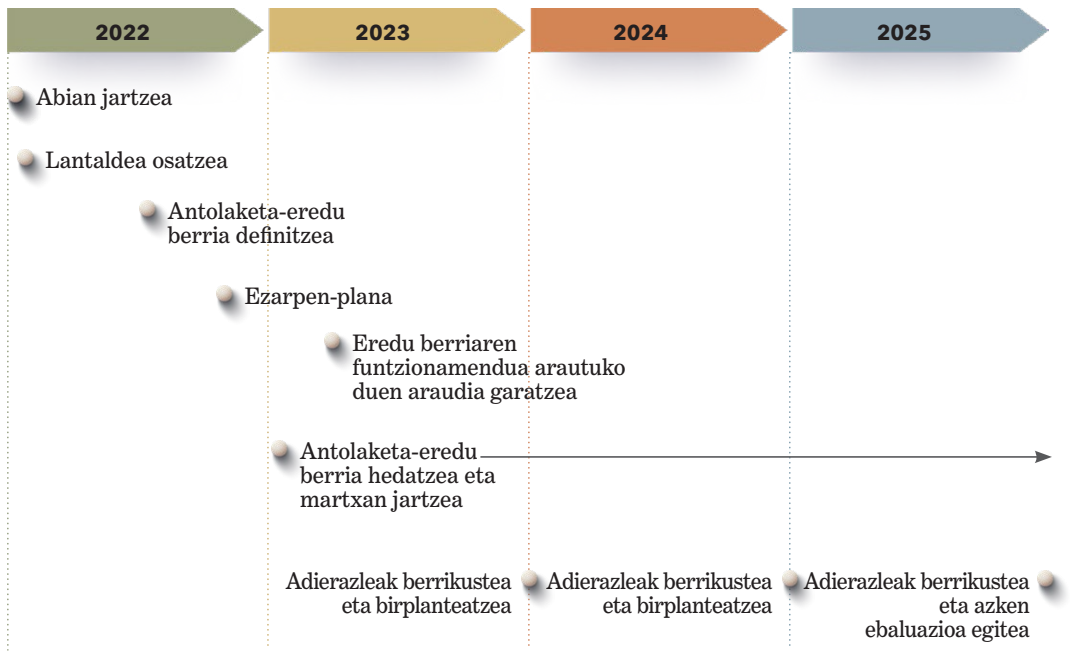 2022
2023
2024
2025
Abian jartzea
Lantaldea osatzea
Antolaketa-eredu
berria definitzea
Ezarpen-plana
Eredu berriaren
funtzionamendua arautuko
duen araudia garatzea
Antolaketa-eredu
berria hedatzea eta
martxan jartzea
Adierazleak berrikustea
eta birplanteatzea
Adierazleak berrikustea
eta birplanteatzea
Adierazleak berrikustea
eta azken
ebaluazioa egitea